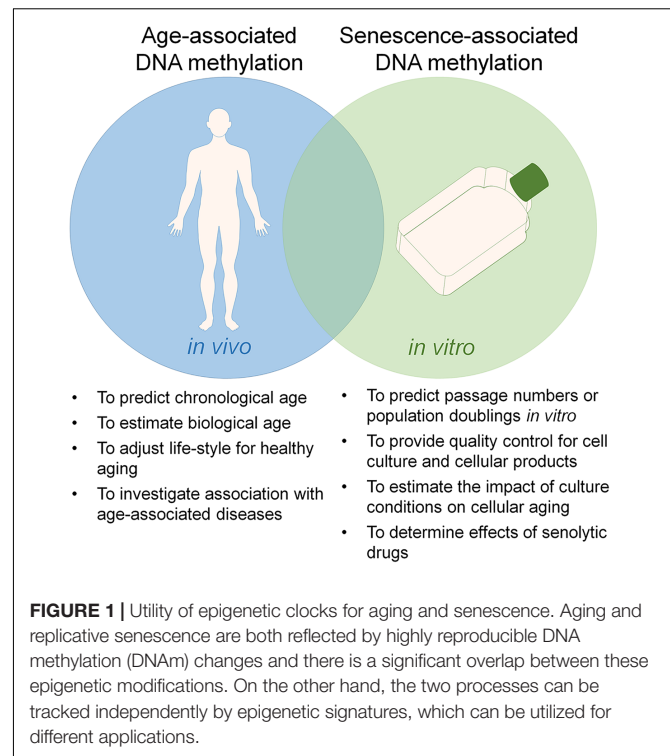 Age-associated
DNA methylation
Senescence-associated
DNA methylation
in vivo
in vitro
• To predict chronological age
• To estimate biological age
• To adjust life-style for healthy
aging
• To investigate association with
age-associated diseases
• To predict passage numbers or
population doublings in vitro
• To provide quality control for cell
culture and cellular products
• To estimate the impact of culture
conditions on cellular aging
• To determine effects of senolytic
drugs
FIGURE 1 | Utility of epigenetic clocks for aging and senescence. Aging and
replicative senescence are both reflected by highly reproducible DNA
methylation (DNAm) changes and there is a significant overlap between these
epigenetic modifications. On the other hand, the two processes can be
tracked independently by epigenetic signatures, which can be utilized for
different applications.